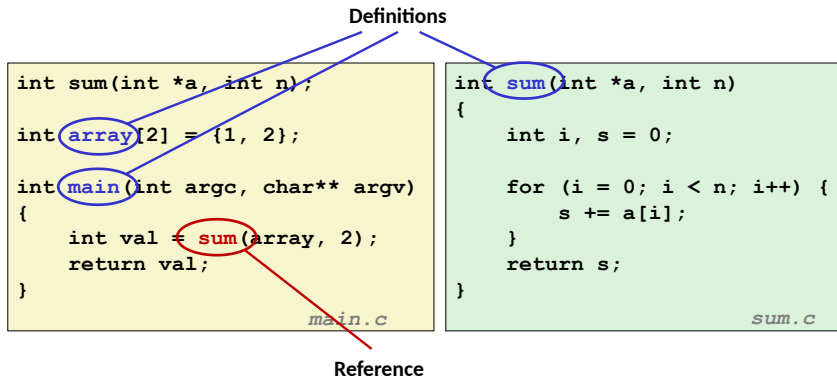 Definitions
int sum(int *a, int n);
int array[2] = {1, 2};
int main(int argc, char** argv)
{
    int val = sum(array, 2);
    return val;
}
main.c
int sum(int *a, int n)
{
    int i, s = 0;
    for (i = 0; i < n; i++) {
        s += a[i];
    }
    return s;
}
sum.c
Reference